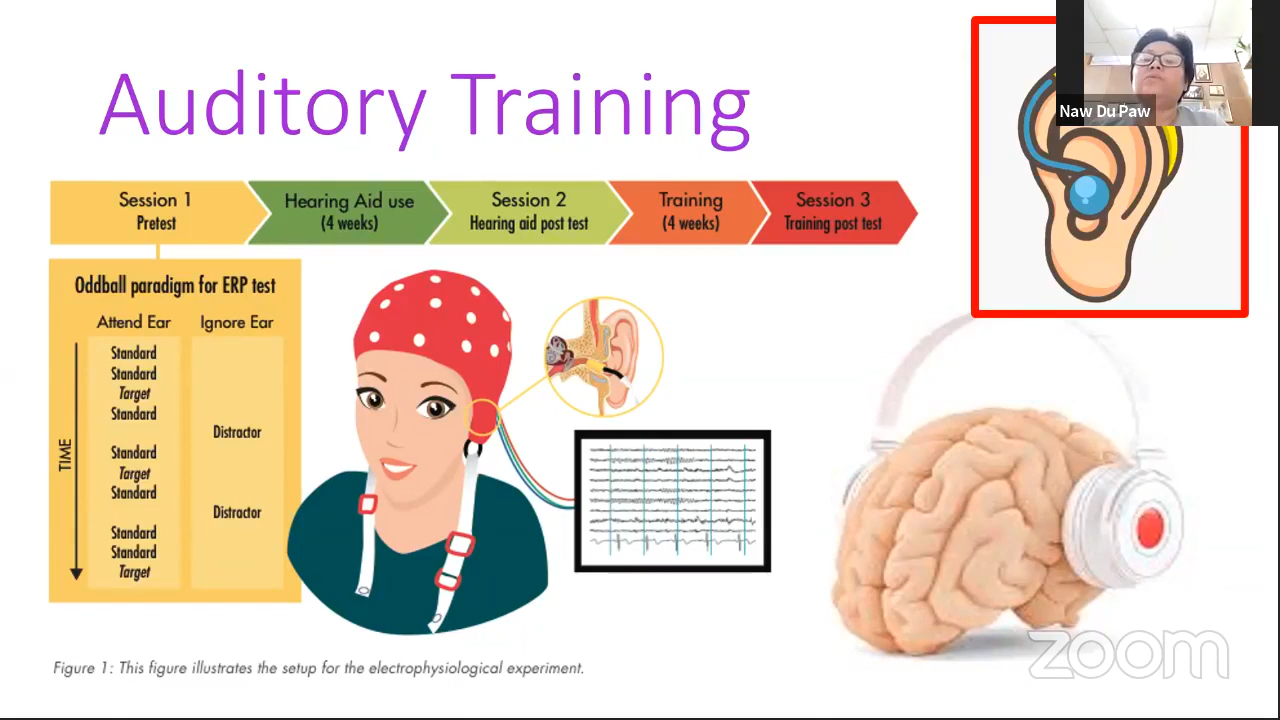 Auditory Training
Naw Du Paw
Session 1
Pretest
Hearing Aid use
(4 weeks)
Session 2
Hearing aid post test
Training
(4 weeks)
Session 3
Training post test
Oddball paradigm for ERP test
Attend Ear
Ignore Ear
TIME
Standard
Standard
Target
Standard
Distractor
Standard
Target
Standard
Distractor
Standard
Standard
Target
Figure 1: This figure illustrates the setup for the electrophysiological experiment.
zoom